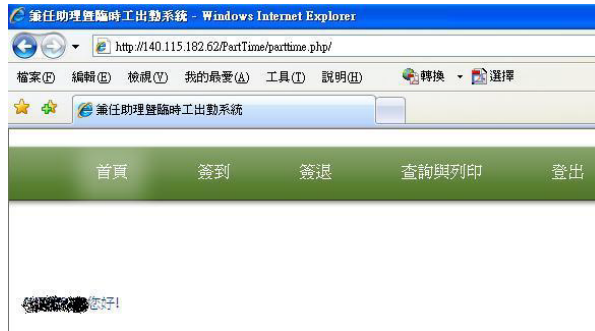 兼任助理暨臨時工出勤系統 - Windows Internet Explorer
http://140.115.182.62/PartTime/parttime.php/
檔案(F) 編輯(E) 檢視(V) 我的最愛(A) 工具(T) 說明(H) 轉換 選擇
兼任助理暨臨時工出勤系統
首頁 簽到 簽退 查詢與列印 登出
您好!